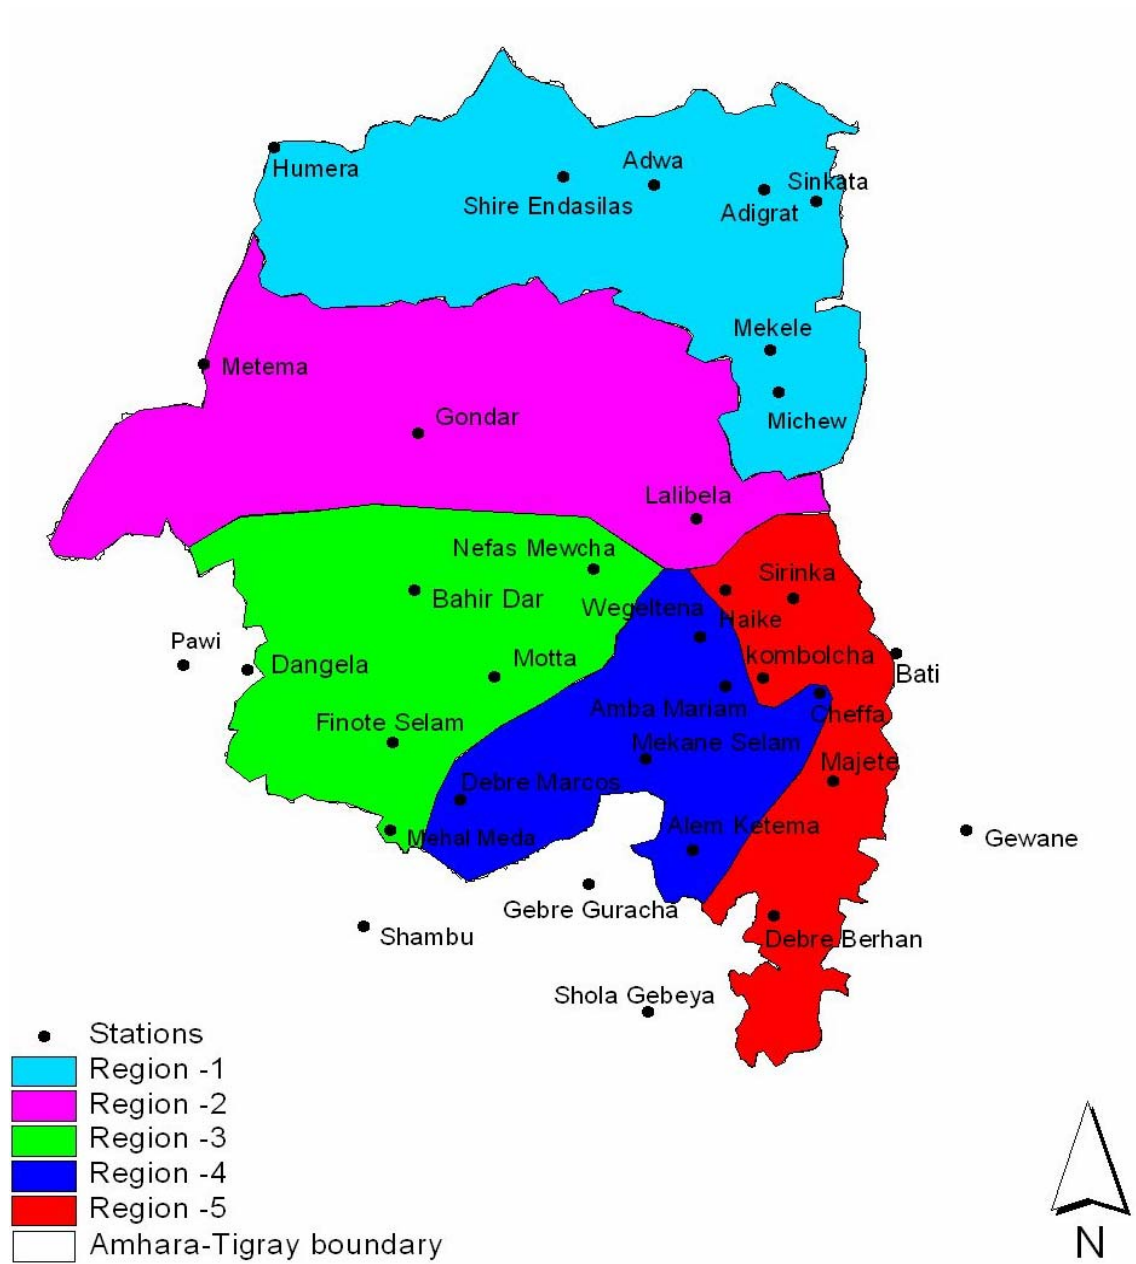 Adwa
Humera
Sinkata
Shire Endasilas
Adigrat
Mekele
Metema
Gondar
Michew
Lalibela
Nefas Mewcha
Sirinka
Bahir Dar
Wegeltena
Haike
Pawi
Dangela
Motta
kombolcha
Bati
Amba Mariam
Cheffa
Finote Selam
Mekane Selam
Majete
Debre Marcos
Alem Ketema
Mehal Meda
Gewane
Gebre Guracha
Shambu
Debre Berhan
Shola Gebeya
Stations
Region -1
Region -2
Region -3
Region -4
Region -5
Amhara-Tigray boundary
N